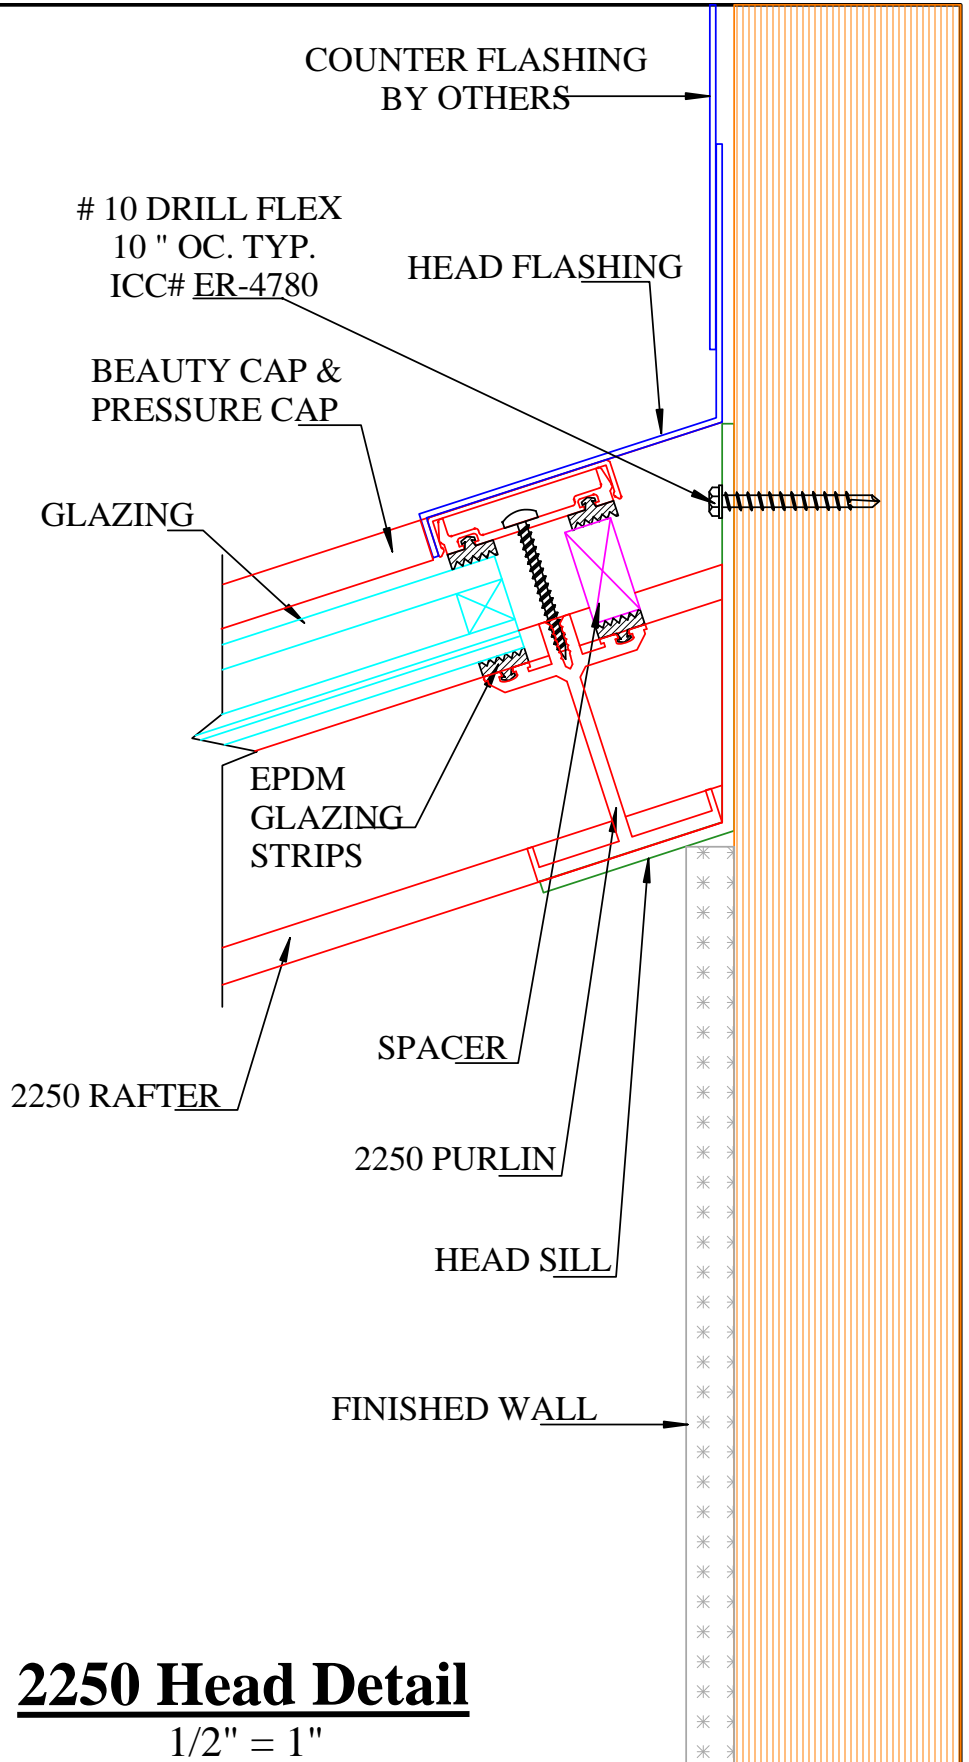 COUNTER FLASHING
BY OTHERS
# 10 DRILL FLEX
10 " OC. TYP.
ICC# ER-4780
HEAD FLASHING
BEAUTY CAP &
PRESSURE CAP
GLAZING
EPDM
GLAZING
STRIPS
SPACER
2250 RAFTER
2250 PURLIN
HEAD SILL
FINISHED WALL
2250 Head Detail
1/2" = 1"